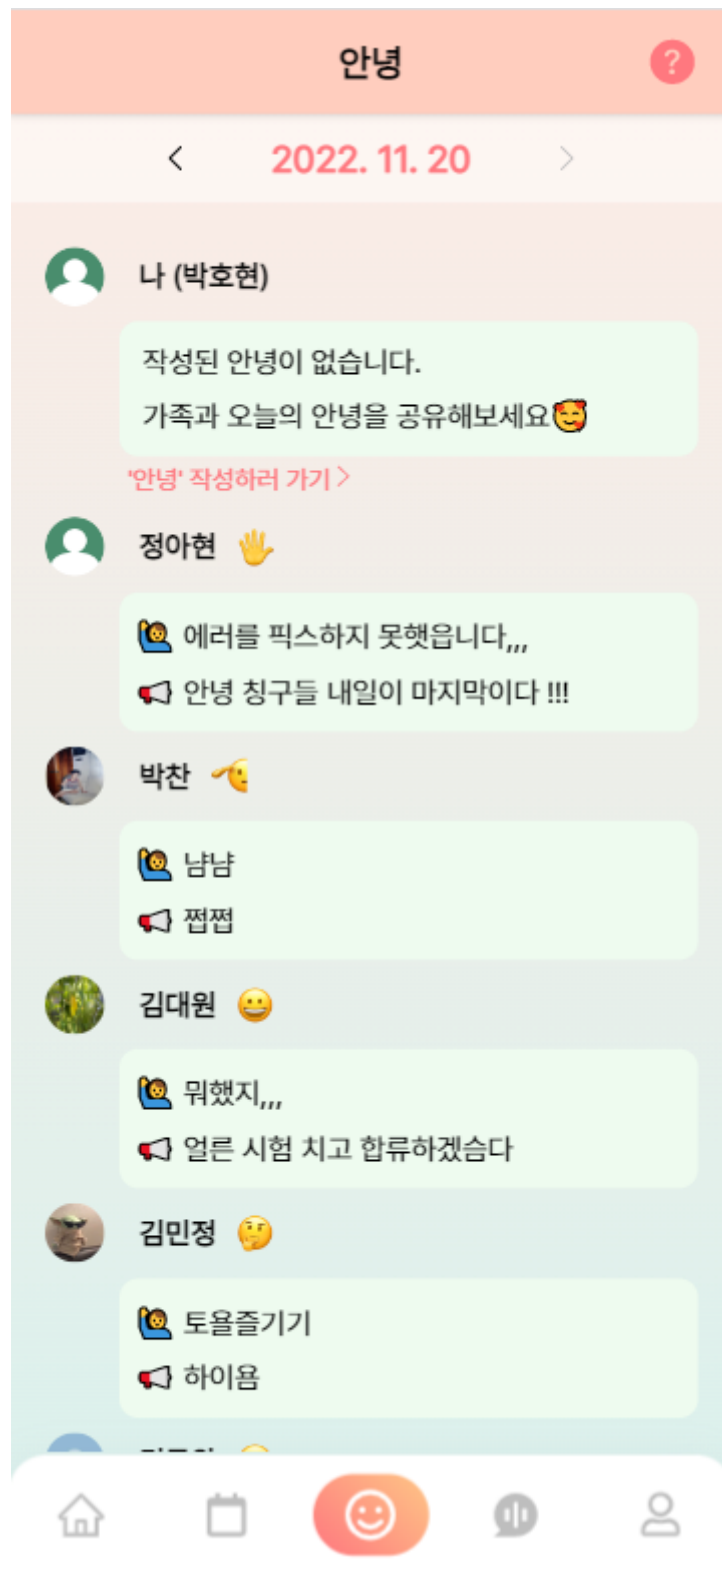 안녕
?
2022. 11. 20
나 (박호현)
작성된 안녕이 없습니다.
가족과 오늘의 안녕을 공유해보세요🥰
'안녕' 작성하러 가기 >
정아현 🖐
🙋 에러를 픽스하지 못햇읍니다,,,
📢 안녕 칭구들 내일이 마지막이다 !!!
박찬 🫡
🙋 냠냠
📢 쩝쩝
김대원 😀
🙋 뭐했지,,,
📢 얼른 시험 치고 합류하겠슴다
김민정 🤔
🙋 토욜즐기기
📢 하이욤